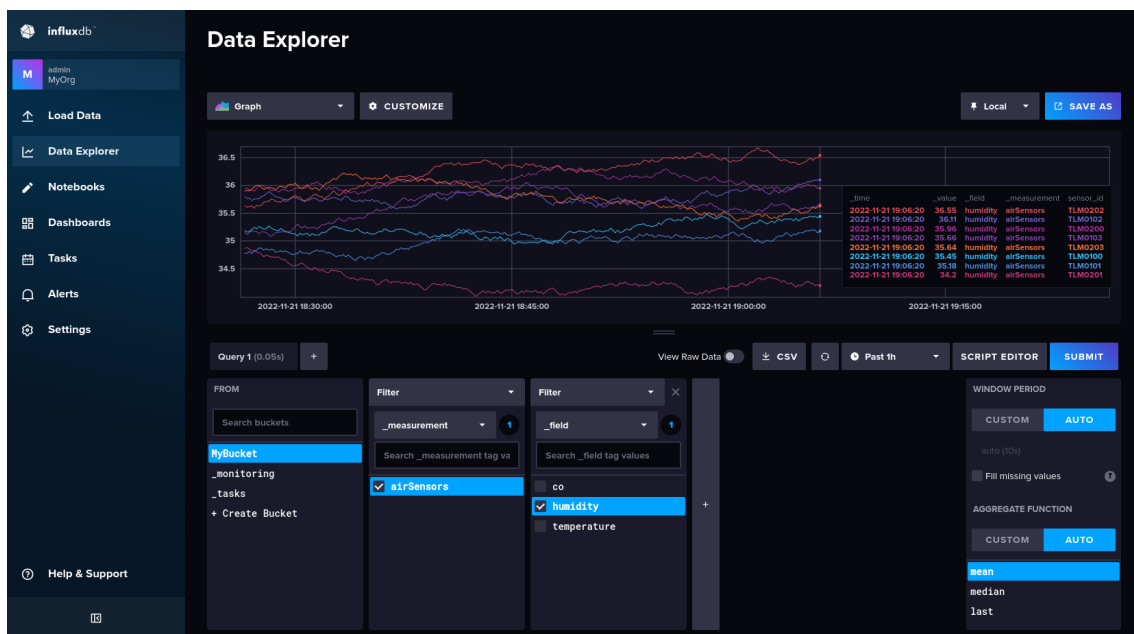 influxdb™
Data Explorer
M
admin
MyOrg
Load Data
Data Explorer
Notebooks
Dashboards
Tasks
Alerts
Settings
Help & Support
Graph
CUSTOMIZE
Local
SAVE AS
36.5
36
35.5
35
34.5
2022-11-21 18:30:00 2022-11-21 18:45:00 2022-11-21 19:00:00 2022-11-21 19:15:00
_time _value _field _measurement sensor_id
2022-11-21 19:06:20 36.55 humidity airSensors TLM0202
2022-11-21 19:06:20 36.11 humidity airSensors TLM0102
2022-11-21 19:06:20 35.96 humidity airSensors TLM0200
2022-11-21 19:06:20 35.66 humidity airSensors TLM0103
2022-11-21 19:06:20 35.64 humidity airSensors TLM0203
2022-11-21 19:06:20 35.45 humidity airSensors TLM0100
2022-11-21 19:06:20 35.18 humidity airSensors TLM0101
2022-11-21 19:06:20 34.2 humidity airSensors TLM0201
Query 1 (0.05s)
+
View Raw Data
CSV
Past 1h
SCRIPT EDITOR
SUBMIT
FROM
Search buckets
MyBucket
_monitoring
_tasks
+ Create Bucket
Filter
_measurement
1
Search _measurement tag va
airSensors
Filter
_field
1
Search _field tag values
co
humidity
temperature
+
WINDOW PERIOD
CUSTOM AUTO
auto (10s)
Fill missing values
?
AGGREGATE FUNCTION
CUSTOM AUTO
mean
median
last